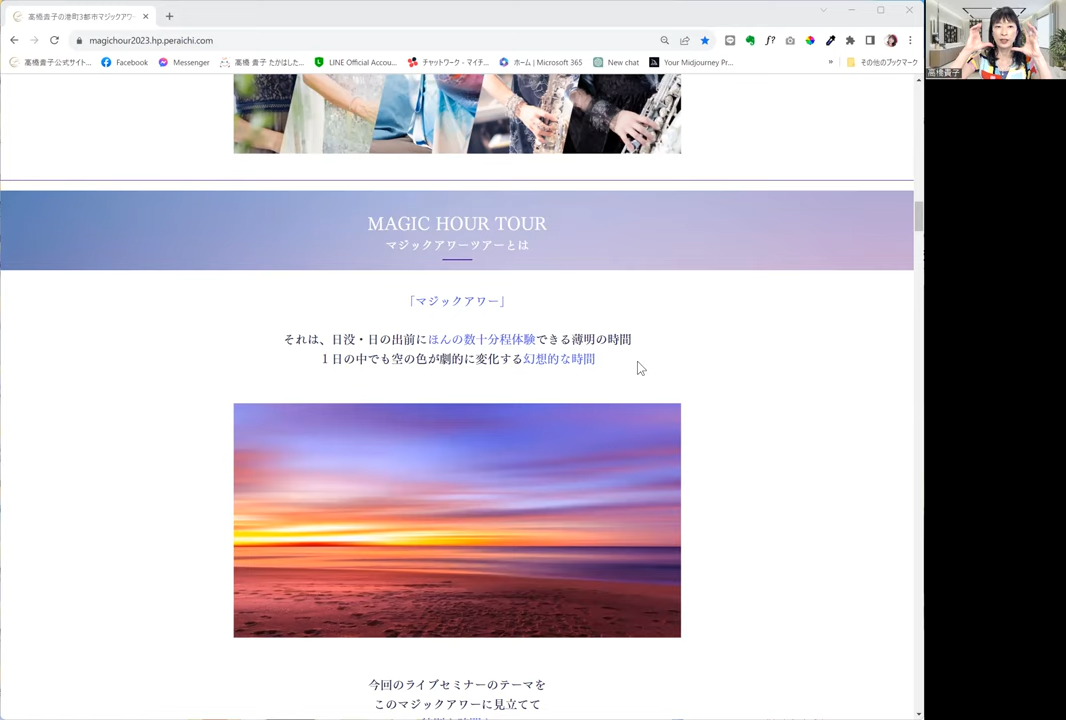 高橋貴子の港町3都市マジックアワー
magichour2023.hp.peraichi.com
高橋貴子公式サイト...
Facebook
Messenger
高橋 貴子 たかはした...
LINE Official Accou...
チャットワーク - マイチ...
ホーム | Microsoft 365
New chat
Your Midjourney Pr...
»
その他のブックマーク
高橋貴子
MAGIC HOUR TOUR
マジックアワーツアーとは
「マジックアワー」
それは、日没・日の出前にほんの数十分程体験できる薄明の時間
1日の中でも空の色が劇的に変化する幻想的な時間
今回のライブセミナーのテーマを
このマジックアワーに見立てて